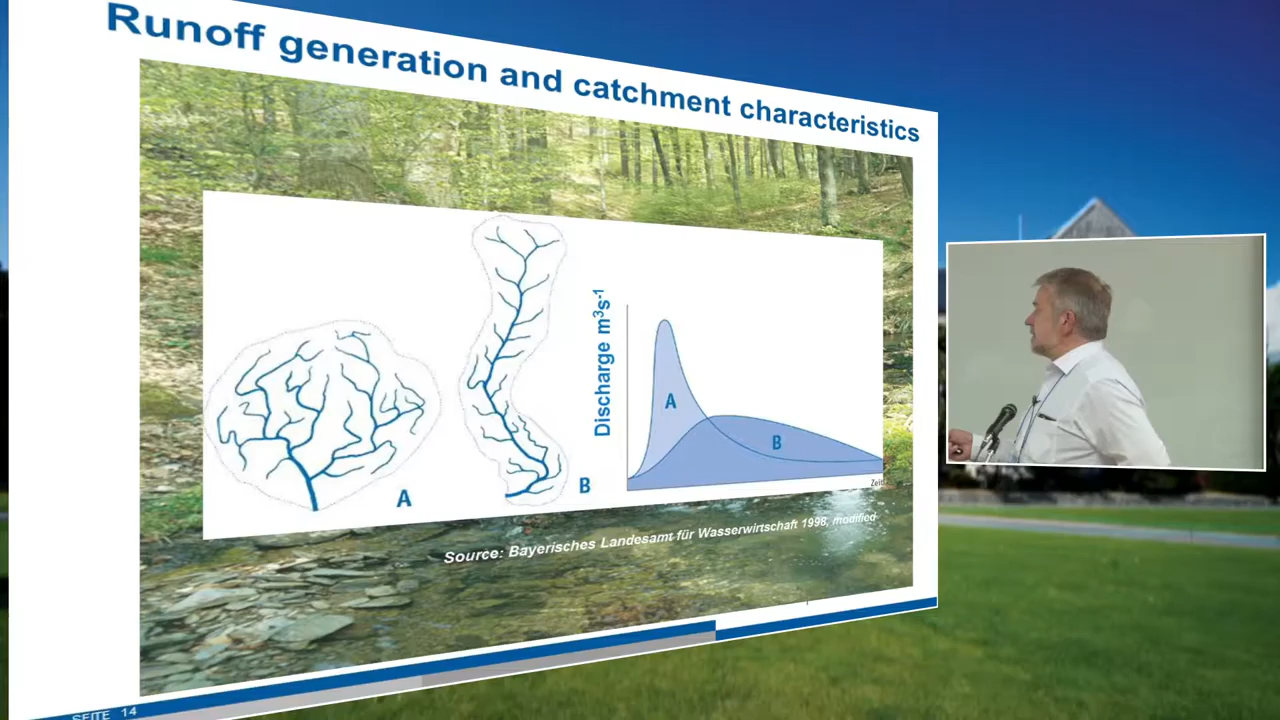 Runoff generation and catchment characteristics
A
B
Discharge m³s⁻¹
A
B
Zeit
Source: Bayerisches Landesamt für Wasserwirtschaft 1998, modified
SEITE 14